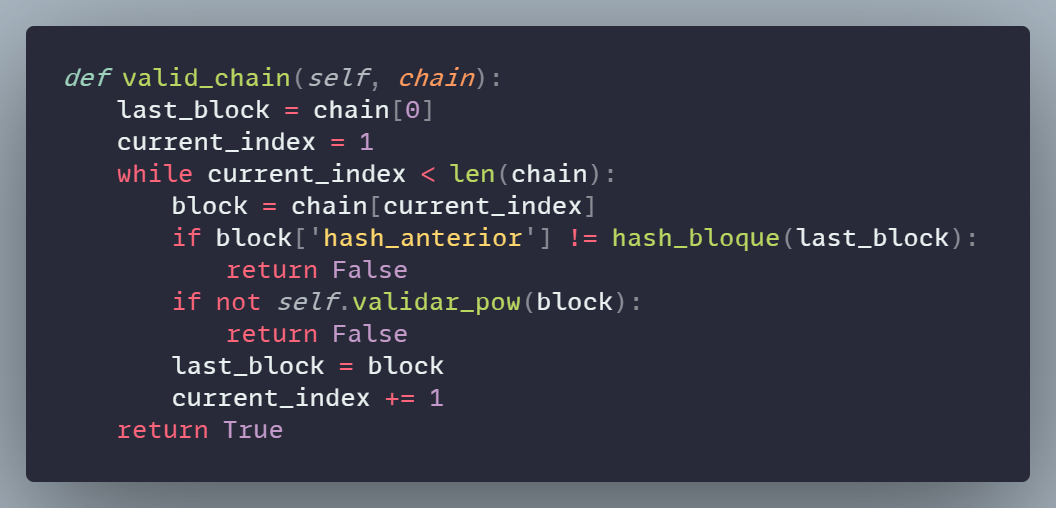 def valid_chain(self, chain):
    last_block = chain[0]
    current_index = 1
    while current_index < len(chain):
        block = chain[current_index]
        if block['hash_anterior'] != hash_bloque(last_block):
            return False
        if not self.validar_pow(block):
            return False
        last_block = block
        current_index += 1
    return True